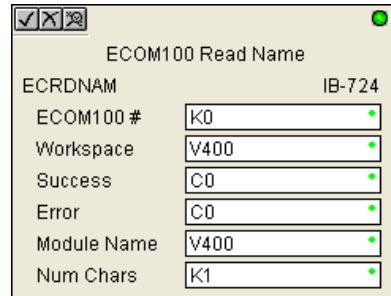 ECOM100 Read Name
ECRDNAM IB-724
ECOM100 # K0
Workspace V400
Success C0
Error C0
Module Name V400
Num Chars K1